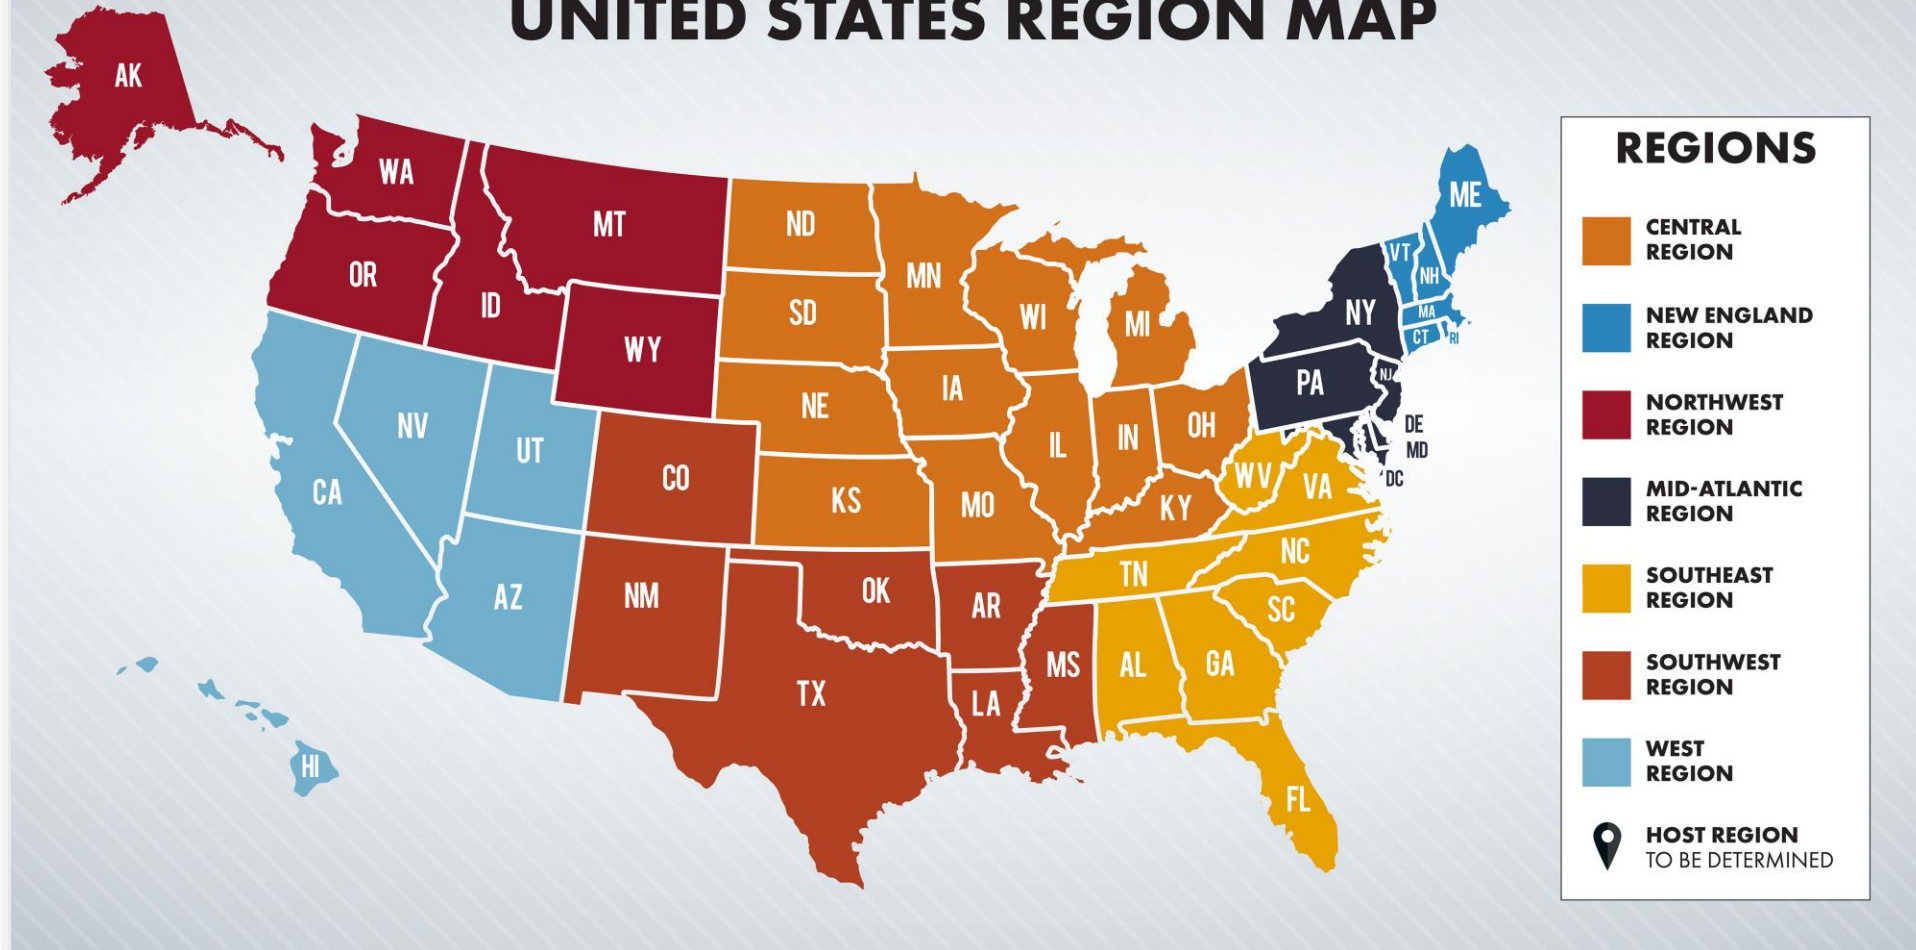 UNITED STATES REGION MAP
AK
WA
MT
ND
MN
ME
VT
NH
OR
ID
SD
WI
MI
NY
MA
CT
RI
WY
NE
IA
PA
NJ
NV
UT
CO
IL
IN
OH
DE
MD
DC
CA
KS
MO
KY
WV
VA
AZ
NM
OK
AR
TN
NC
SC
TX
LA
MS
AL
GA
HI
FL
REGIONS
CENTRAL
REGION
NEW ENGLAND
REGION
NORTHWEST
REGION
MID-ATLANTIC
REGION
SOUTHEAST
REGION
SOUTHWEST
REGION
WEST
REGION
HOST REGION
TO BE DETERMINED